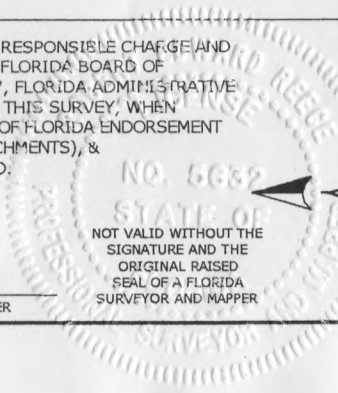 RESPONSIBLE CHARGE AND
FLORIDA BOARD OF
, FLORIDA ADMINISTRATIVE
THIS SURVEY, WHEN
OF FLORIDA ENDORSEMENT
CHMENTS), &
D.
REECE
LICENSE
NO. 5632
STATE OF
PROFESSIONAL SURVEYOR AND MAPPER
NOT VALID WITHOUT THE
SIGNATURE AND THE
ORIGINAL RAISED
SEAL OF A FLORIDA
SURVEYOR AND MAPPER
ER